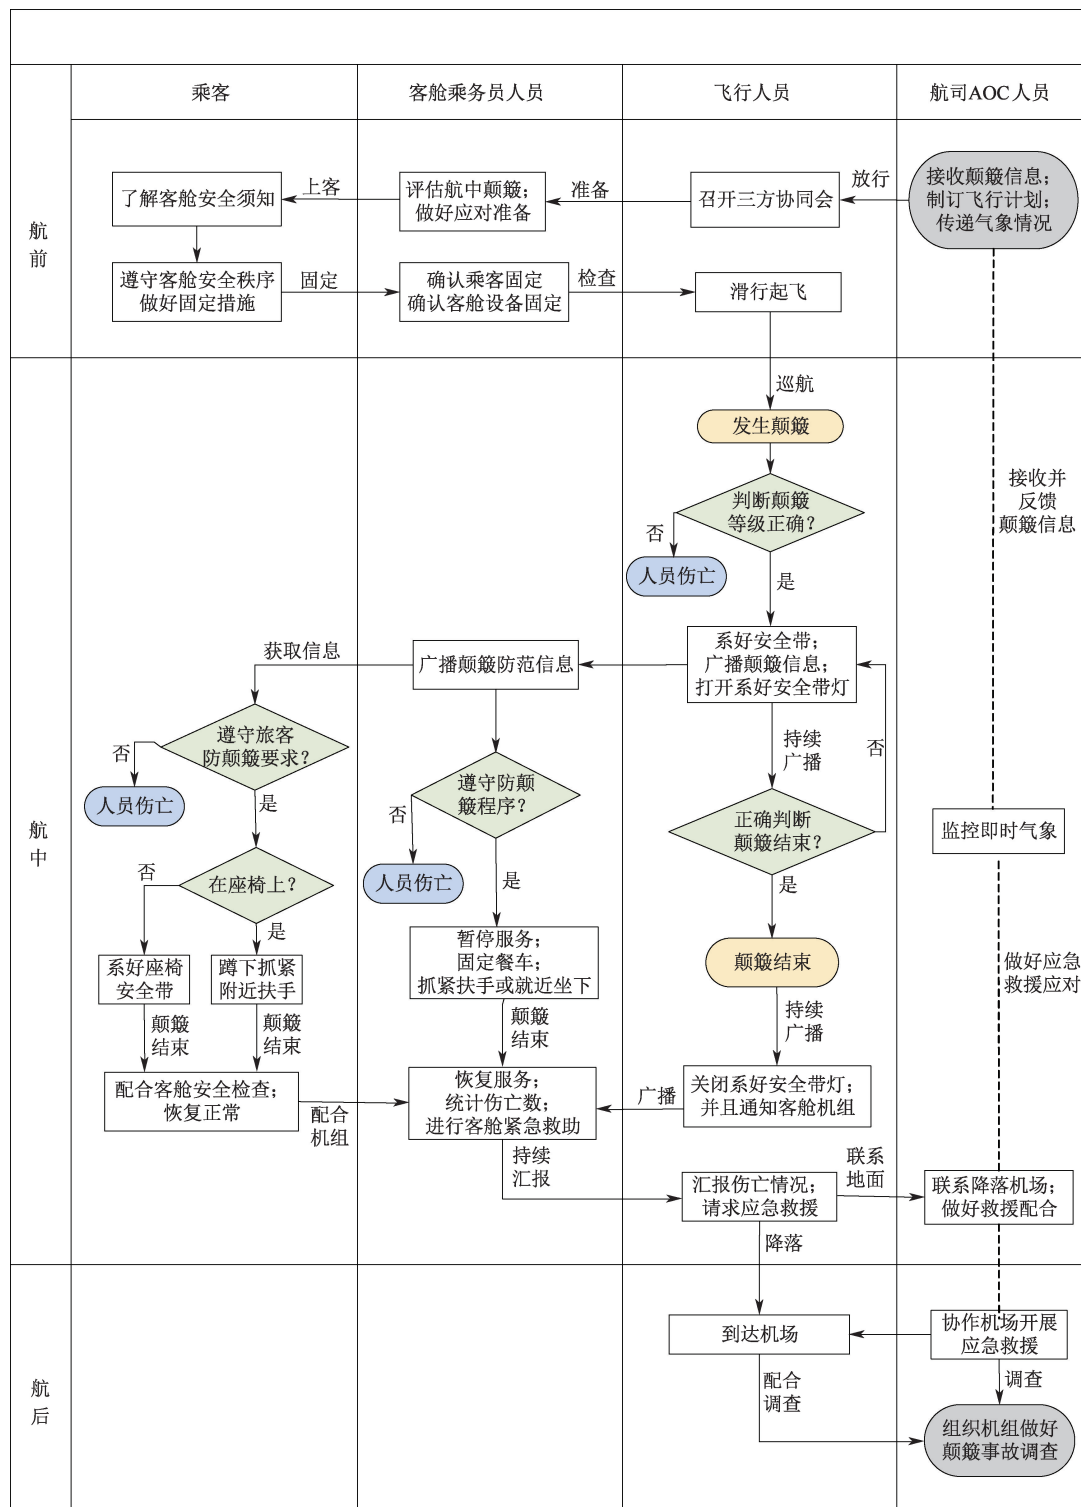 乘客
客舱乘务员人员
飞行人员
航司AOC人员
航
前
了解客舱安全须知
上客
评估航中颠簸；
做好应对准备
准备
召开三方协同会
放行
接收颠簸信息；
制订飞行计划；
传递气象情况
遵守客舱安全秩序
做好固定措施
固定
确认乘客固定
确认客舱设备固定
检查
滑行起飞
航
中
巡航
发生颠簸
判断颠簸
等级正确？
否
人员伤亡
是
接收并
反馈
颠簸信息
获取信息
广播颠簸防范信息
系好安全带；
广播颠簸信息；
打开系好安全带灯
遵守旅客
防颠簸要求？
否
人员伤亡
是
遵守防颠
簸程序？
否
人员伤亡
是
持续
广播
否
正确判断
颠簸结束？
是
监控即时气象
在座椅上？
否
是
系好座椅
安全带
蹲下抓紧
附近扶手
暂停服务；
固定餐车；
抓紧扶手或就近坐下
颠簸结束
做好应急
救援应对
颠簸
结束
颠簸
结束
颠簸
结束
持续
广播
配合客舱安全检查；
恢复正常
配合
机组
恢复服务；
统计伤亡数；
进行客舱紧急救助
广播
关闭系好安全带灯；
并且通知客舱机组
持续
汇报
汇报伤亡情况；
请求应急救援
联系
地面
联系降落机场；
做好救援配合
降落
航
后
到达机场
协作机场开展
应急救援
配合
调查
调查
组织机组做好
颠簸事故调查